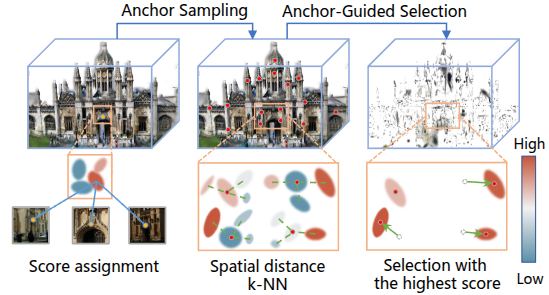 Anchor Sampling
Anchor-Guided Selection
High
Low
Score assignment
Spatial distance
k-NN
Selection with
the highest score